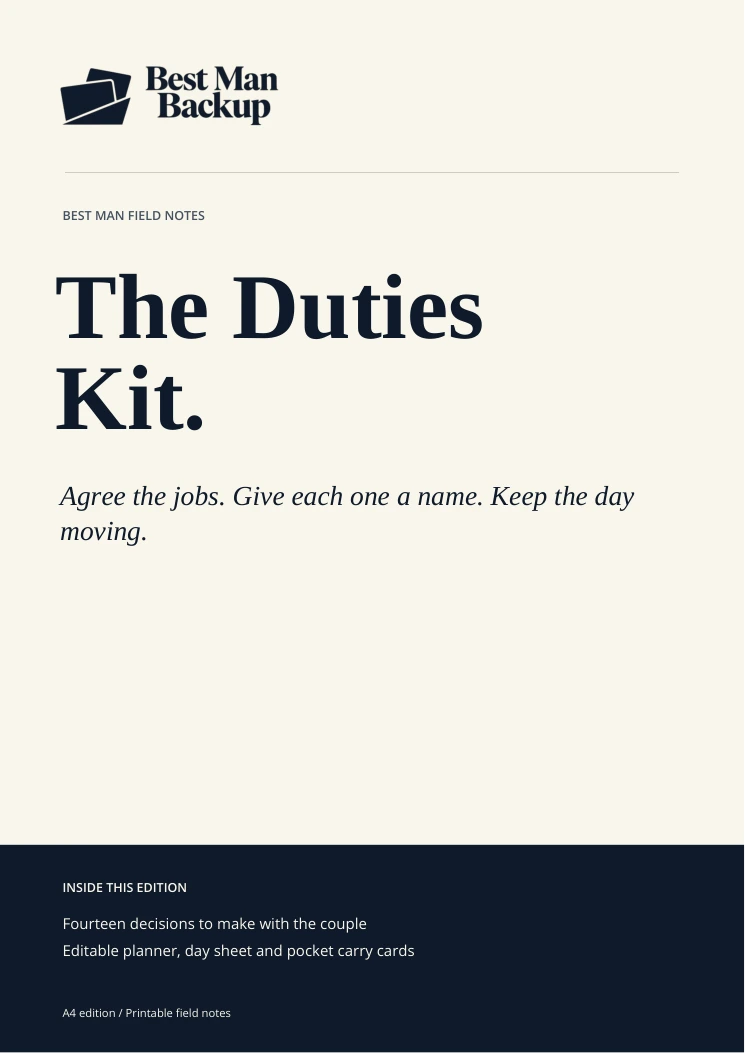 Best Man
Backup
BEST MAN FIELD NOTES
The Duties
Kit.
Agree the jobs. Give each one a name. Keep the day
moving.
INSIDE THIS EDITION
Fourteen decisions to make with the couple
Editable planner, day sheet and pocket carry cards
A4 edition / Printable field notes